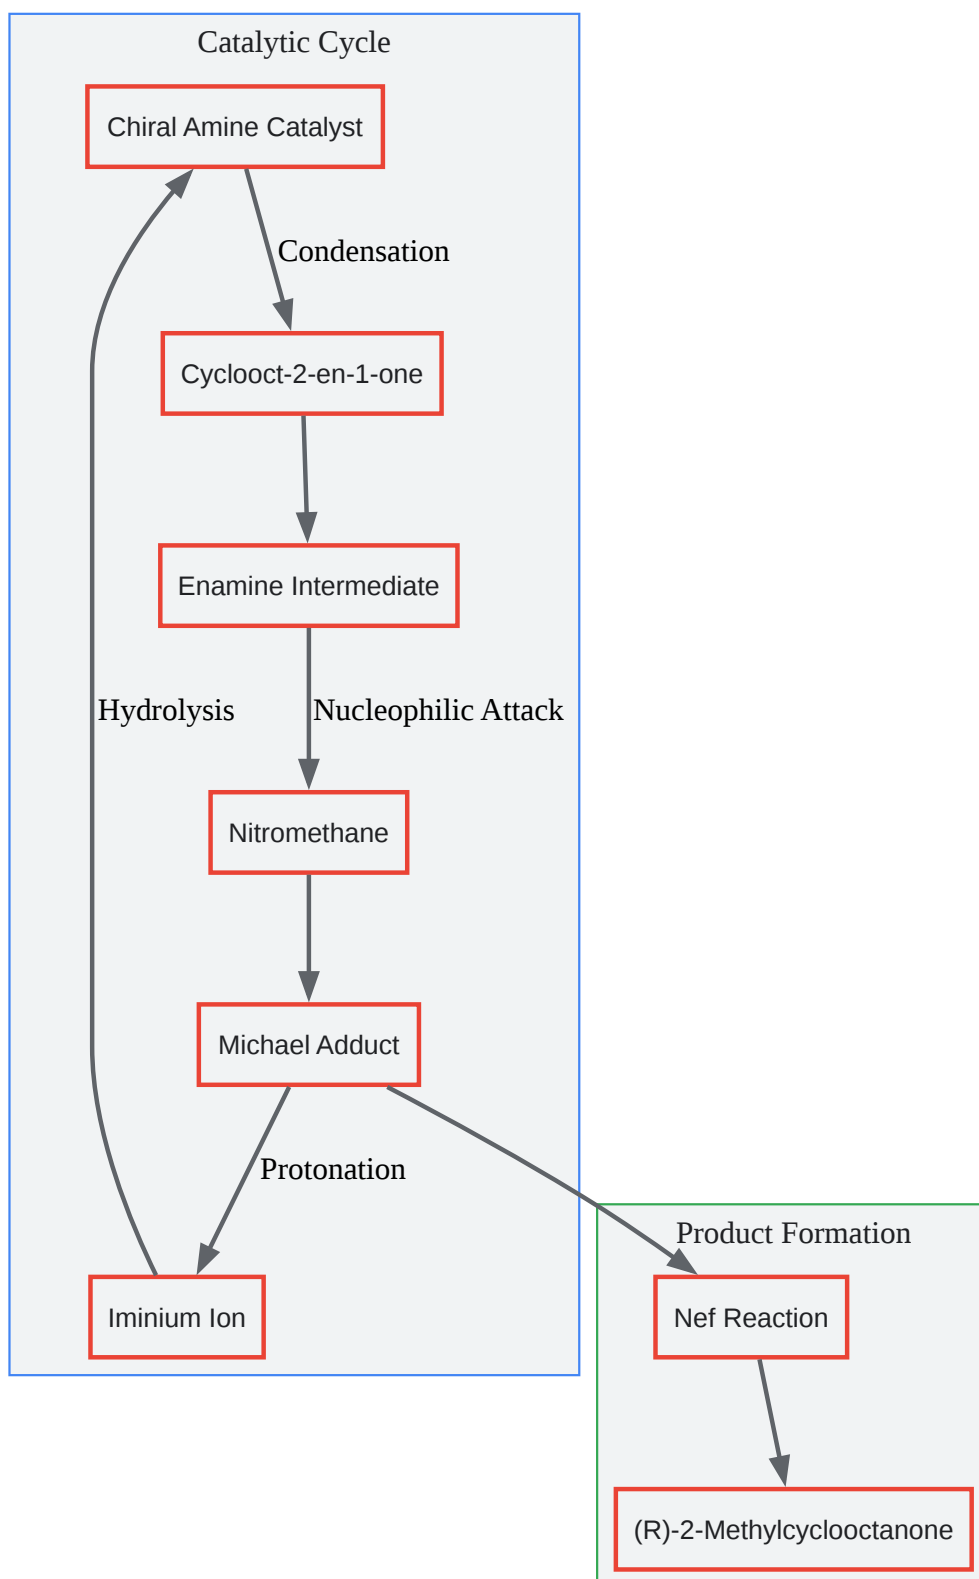 Catalytic Cycle
Chiral Amine Catalyst
Condensation
Cyclooct-2-en-1-one
Enamine Intermediate
Hydrolysis
Nucleophilic Attack
Nitromethane
Michael Adduct
Protonation
Iminium Ion
Product Formation
Nef Reaction
(R)-2-Methylcyclooctanone